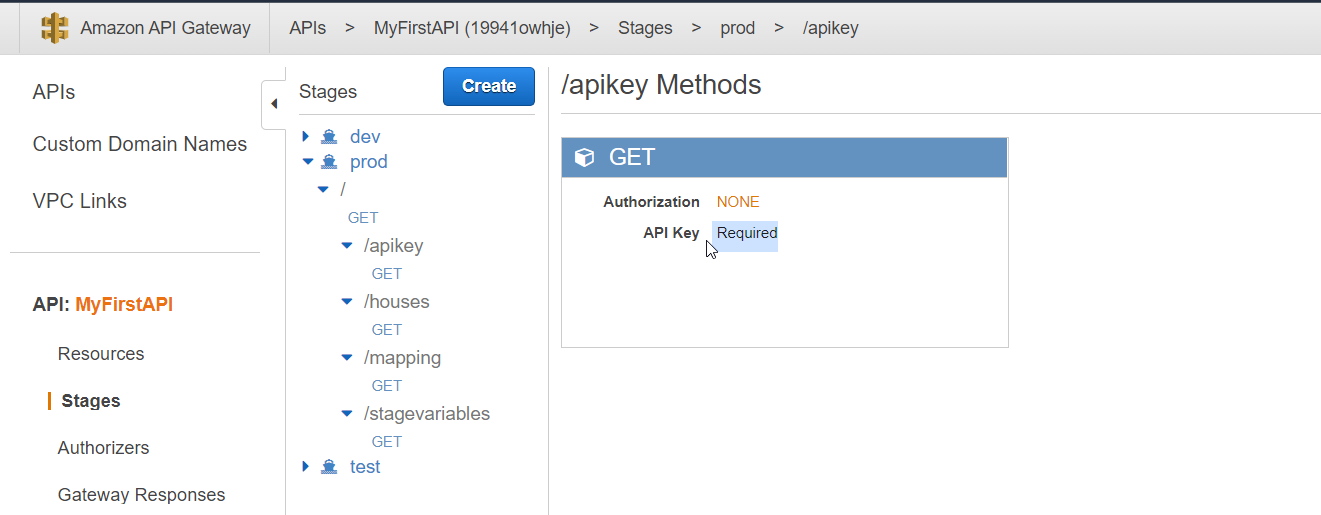 Amazon API Gateway APIs > MyFirstAPI (19941owhje) > Stages > prod > /apikey
APIs
Custom Domain Names
VPC Links
API: MyFirstAPI
Resources
Stages
Authorizers
Gateway Responses
Stages Create
dev
prod
/
GET
/apikey
GET
/houses
GET
/mapping
GET
/stagevariables
GET
test
/apikey Methods
GET
Authorization NONE
API Key Required